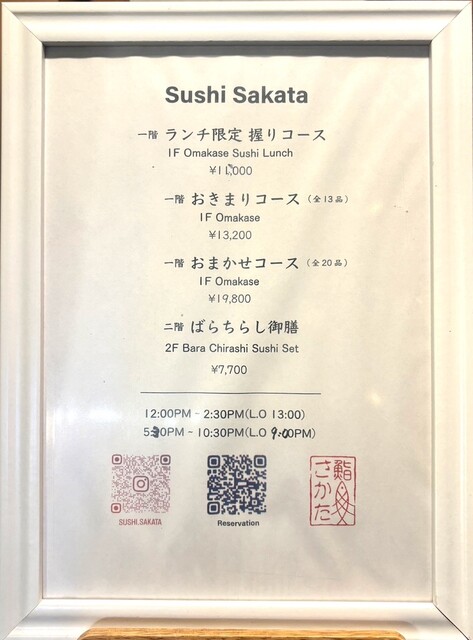 Sushi Sakata
一階 ランチ限定 握りコース
1F Omakase Sushi Lunch
¥11,000
一階 おきまりコース（全13品）
1F Omakase
¥13,200
一階 おまかせコース（全20品）
1F Omakase
¥19,800
二階 ばらちらし御膳
2F Bara Chirashi Sushi Set
¥7,700
12:00PM - 2:30PM(L.O 13:00)
5:30PM ~ 10:30PM(L.O 9:00PM)
SUSHI.SAKATA
Reservation
鮨
さかた